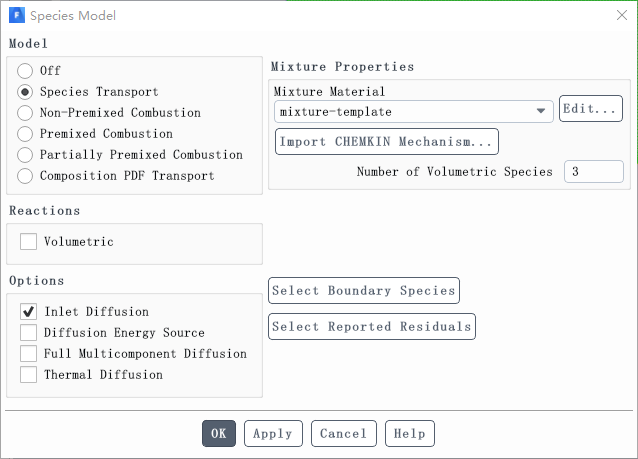 Species Model
Model
Off
Species Transport
Non-Premixed Combustion
Premixed Combustion
Partially Premixed Combustion
Composition PDF Transport
Mixture Properties
Mixture Material
mixture-template
Edit...
Import CHEMKIN Mechanism...
Number of Volumetric Species 3
Reactions
Volumetric
Options
Inlet Diffusion
Diffusion Energy Source
Full Multicomponent Diffusion
Thermal Diffusion
Select Boundary Species
Select Reported Residuals
OK Apply Cancel Help